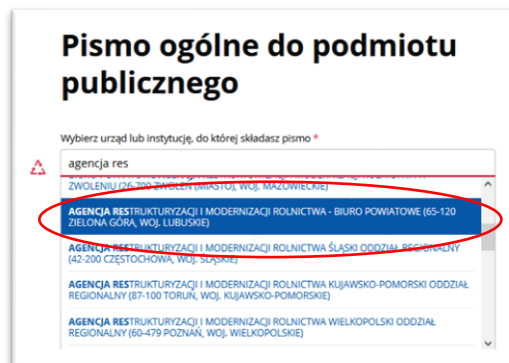 Pismo ogólne do podmiotu
publicznego
Wybierz urząd lub instytucję, do której składasz pismo *
agencja res
ZWOLENIU (26-700 ZWOLEŃ (MIASTO), WOJ. MAZOWIECKIE)
AGENCJA RESTRUKTURYZACJI I MODERNIZACJI ROLNICTWA - BIURO POWIATOWE (65-120
ZIELONA GÓRA, WOJ. LUBUSKIE)
AGENCJA RESTRUKTURYZACJI I MODERNIZACJI ROLNICTWA ŚLĄSKI ODDZIAŁ REGIONALNY
(42-200 CZĘSTOCHOWA, WOJ. ŚLĄSKIE)
AGENCJA RESTRUKTURYZACJI I MODERNIZACJI ROLNICTWA KUJAWSKO-POMORSKI ODDZIAŁ
REGIONALNY (87-100 TORUŃ, WOJ. KUJAWSKO-POMORSKIE)
AGENCJA RESTRUKTURYZACJI I MODERNIZACJI ROLNICTWA WIELKOPOLSKI ODDZIAŁ
REGIONALNY (60-479 POZNAŃ, WOJ. WIELKOPOLSKIE)